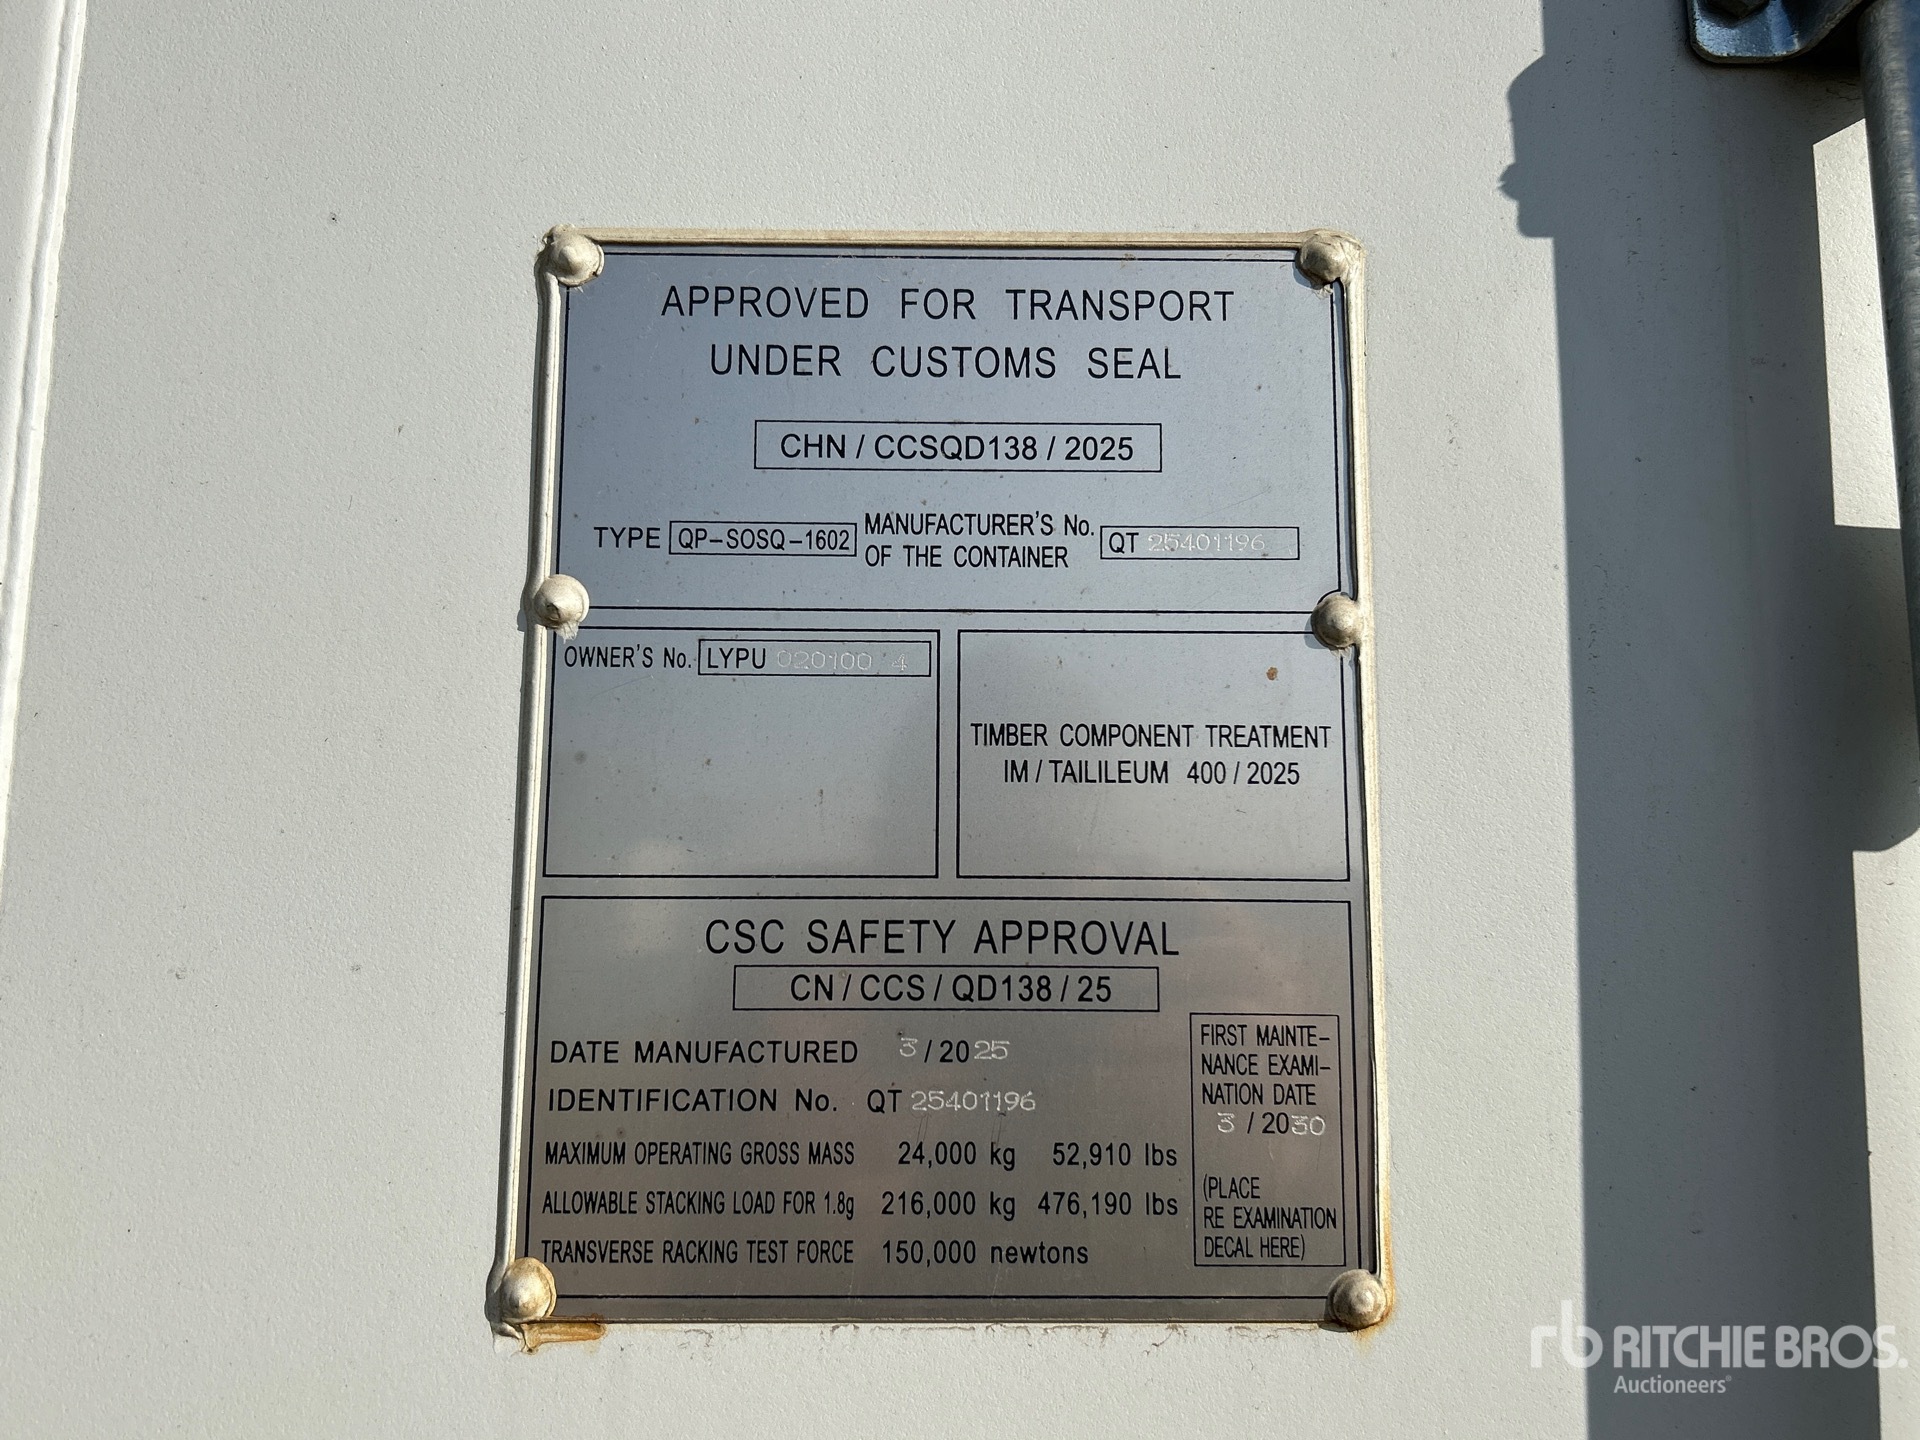 APPROVED FOR TRANSPORT
UNDER CUSTOMS SEAL
CHN / CCSQD138 / 2025
TYPE QP-SOSQ-1602 MANUFACTURER'S No. OF THE CONTAINER QT 25401196
OWNER'S No. LYPU 020100 4
TIMBER COMPONENT TREATMENT
IM / TAILILEUM 400 / 2025
CSC SAFETY APPROVAL
CN / CCS / QD138 / 25
DATE MANUFACTURED 3 / 2025
IDENTIFICATION No. QT 25401196
MAXIMUM OPERATING GROSS MASS 24,000 kg 52,910 lbs
ALLOWABLE STACKING LOAD FOR 1.8g 216,000 kg 476,190 lbs
TRANSVERSE RACKING TEST FORCE 150,000 newtons
FIRST MAINTE-
NANCE EXAMI-
NATION DATE
3 / 2030
(PLACE
RE EXAMINATION
DECAL HERE)
rb RITCHIE BROS.
Auctioneers